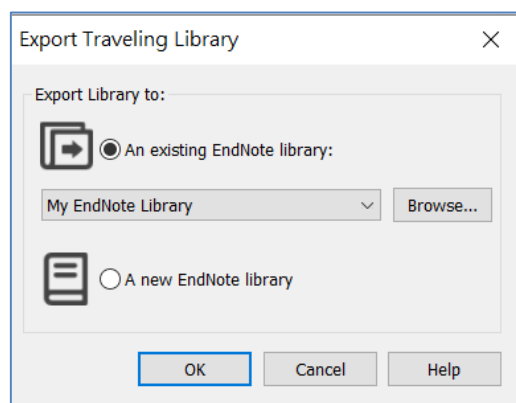 Export Traveling Library
Export Library to:
An existing EndNote library:
My EndNote Library
Browse...
A new EndNote library
OK
Cancel
Help